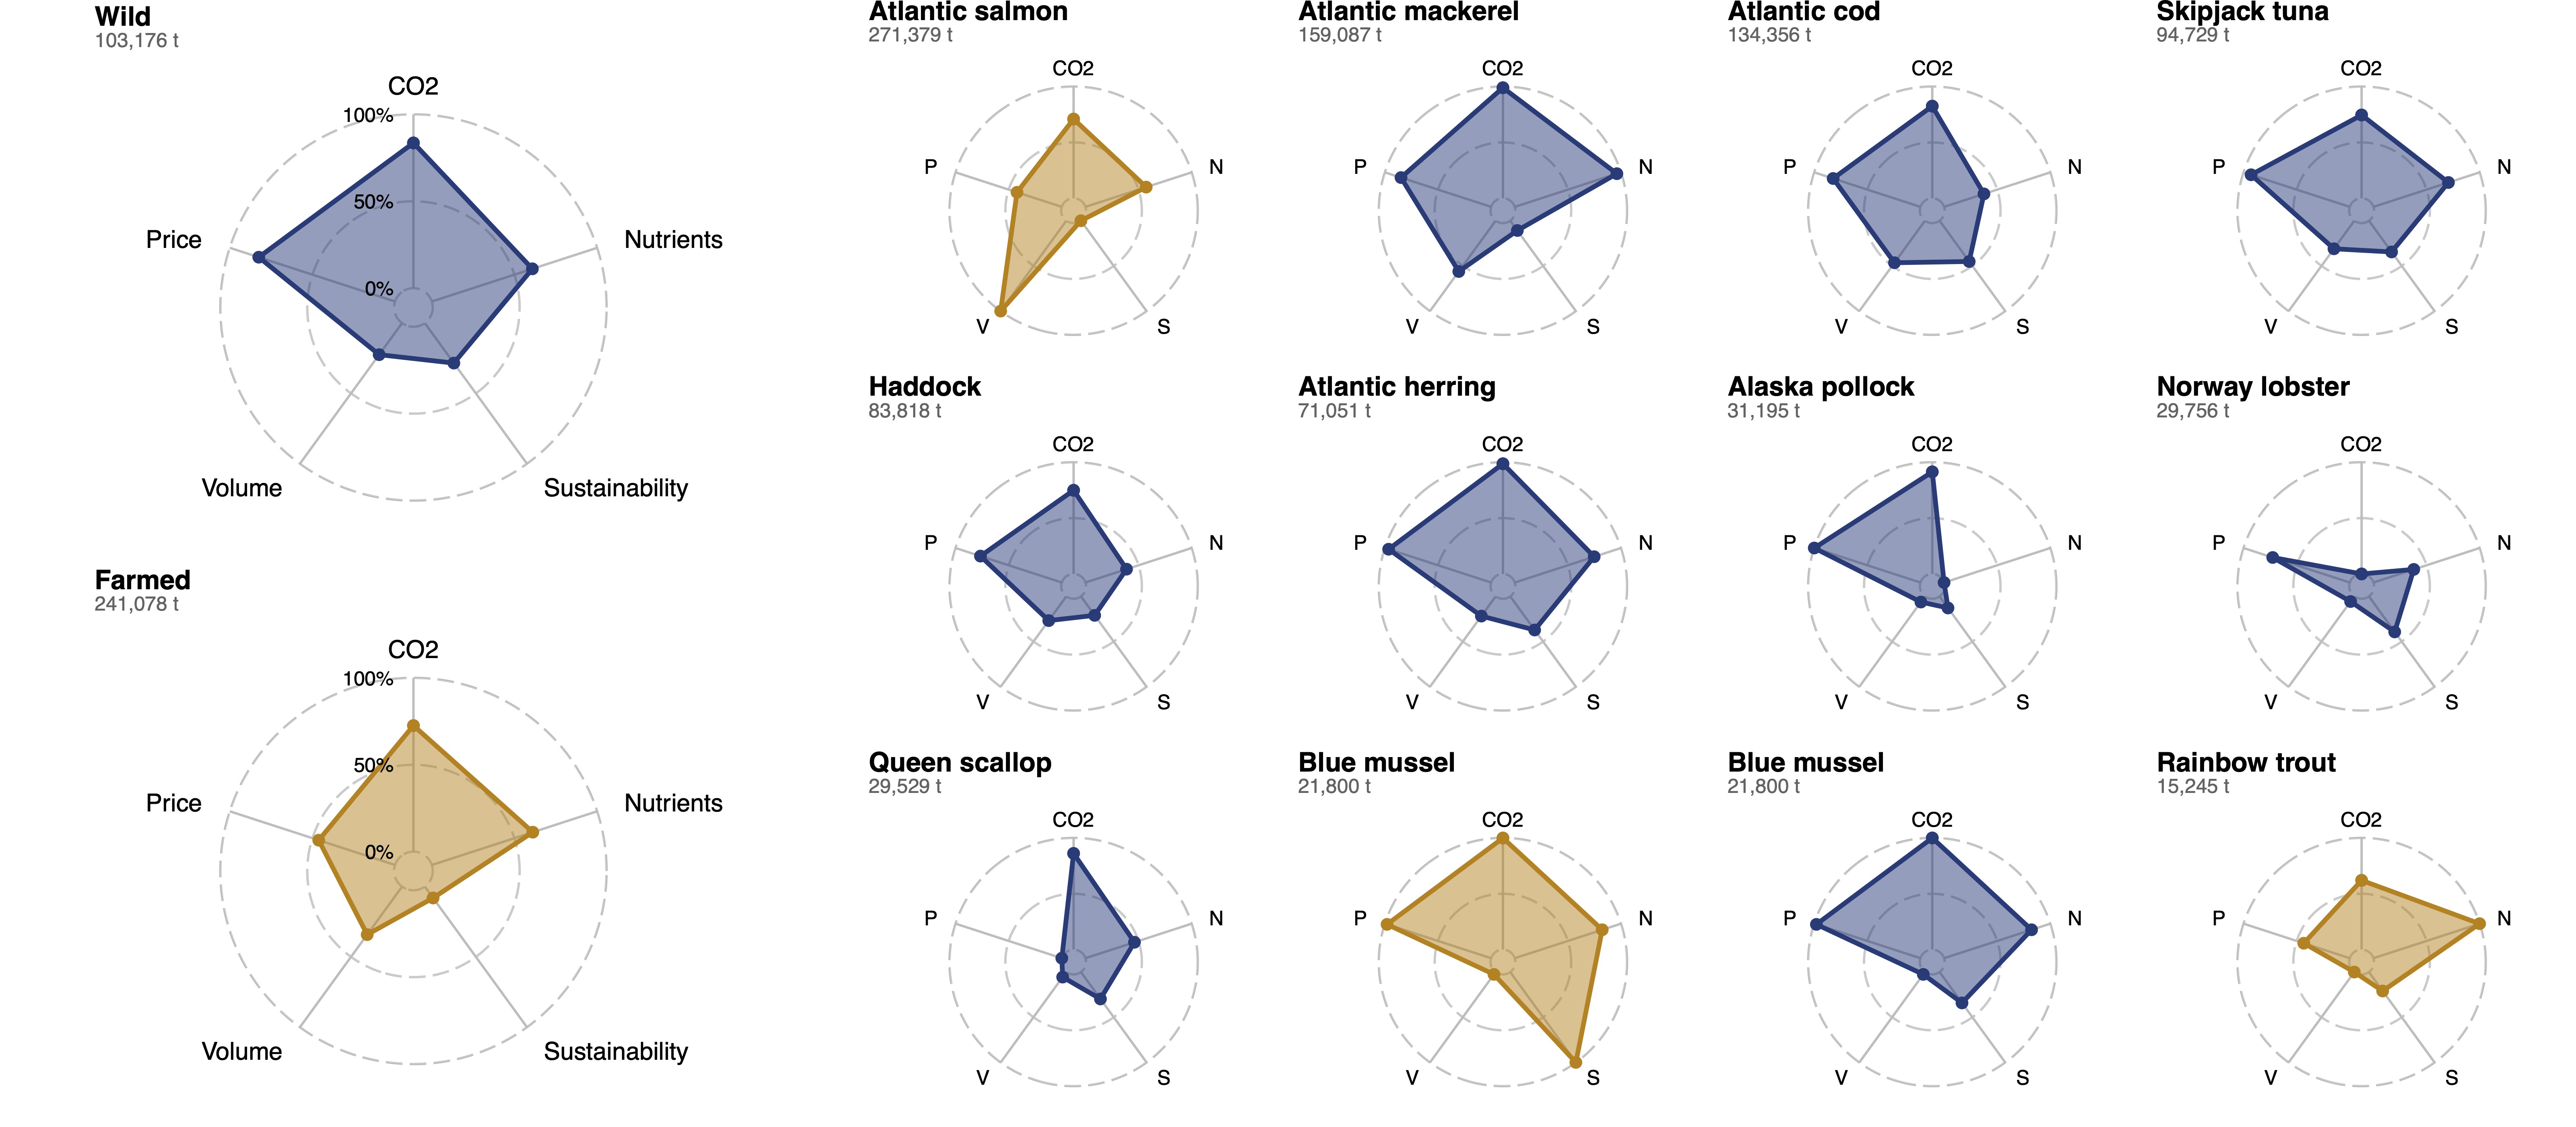 Wild
103,176 t
CO2
100%
50%
0%
Price
Nutrients
Volume
Sustainability
Farmed
241,078 t
CO2
100%
50%
0%
Price
Nutrients
Volume
Sustainability
Atlantic salmon
271,379 t
CO2
P
N
V
S
Atlantic mackerel
159,087 t
CO2
P
N
V
S
Atlantic cod
134,356 t
CO2
P
N
V
S
Skipjack tuna
94,729 t
CO2
P
N
V
S
Haddock
83,818 t
CO2
P
N
V
S
Atlantic herring
71,051 t
CO2
P
N
V
S
Alaska pollock
31,195 t
CO2
P
N
V
S
Norway lobster
29,756 t
CO2
P
N
V
S
Queen scallop
29,529 t
CO2
P
N
V
S
Blue mussel
21,800 t
CO2
P
N
V
S
Blue mussel
21,800 t
CO2
P
N
V
S
Rainbow trout
15,245 t
CO2
P
N
V
S